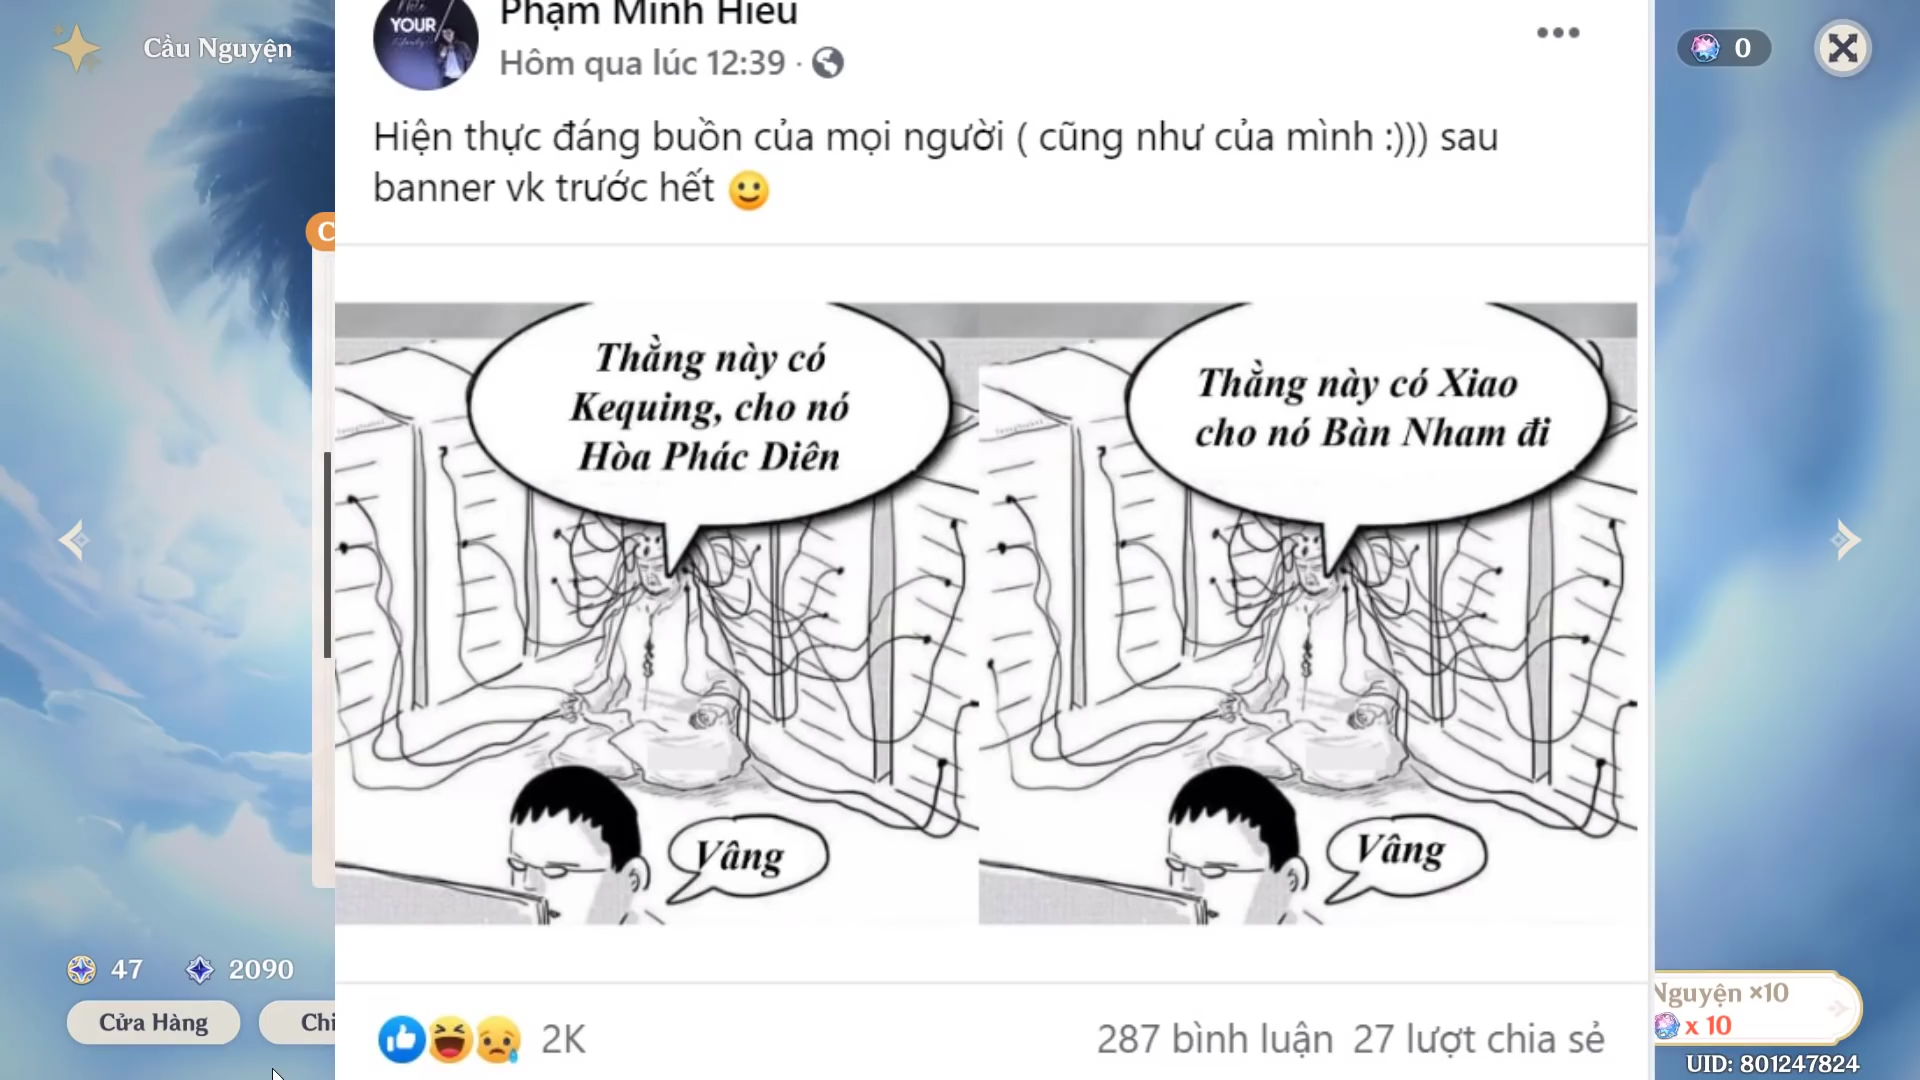 Cầu Nguyện
0
Note
YOUR
Phạm Minh Hiếu
Hôm qua lúc 12:39 ·
Hiện thực đáng buồn của mọi người ( cũng như của mình :))) sau
banner vk trước hết 🙂
C
Thằng này có
Kequing, cho nó
Hòa Phác Diên
Thằng này có Xiao
cho nó Bàn Nham đi
Vâng
Vâng
47
2090
Cửa Hàng
Chi
2K
287 bình luận 27 lượt chia sẻ
Nguyện ×10
x 10
UID: 801247824